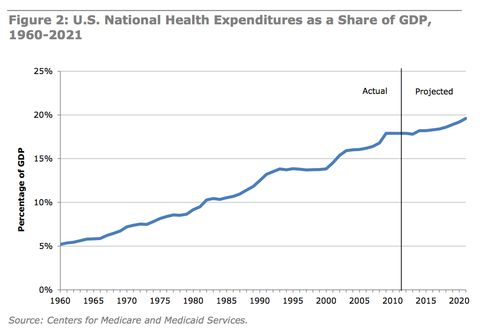 Figure 2: U.S. National Health Expenditures as a Share of GDP,
1960-2021
25%
Actual
Projected
20%
15%
10%
5%
0%
Percentage of GDP
1960 1965 1970 1975 1980 1985 1990 1995 2000 2005 2010 2015 2020
Source: Centers for Medicare and Medicaid Services.